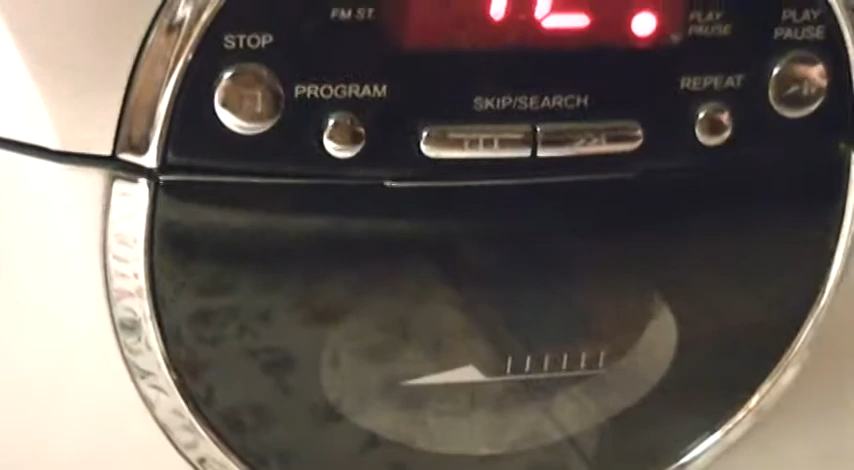 FM ST.
PLAY
PAUSE
PLAY
PAUSE
STOP
PROGRAM
SKIP/SEARCH
REPEAT